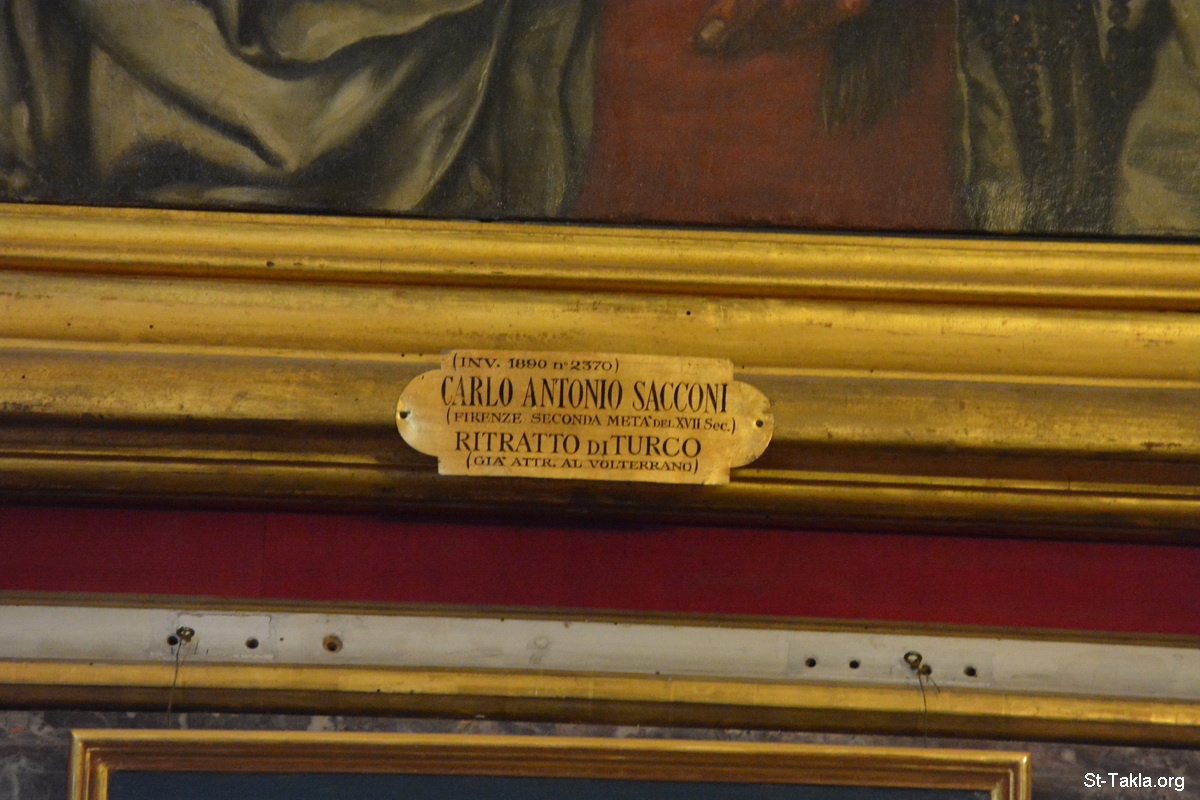 (INV. 1890 nº 2370)
CARLO ANTONIO SACCONI
(FIRENZE SECONDA META' DEL XVII Sec.)
RITRATTO DI TURCO
(GIA' ATTR. AL VOLTERRANO)
St-Takla.org